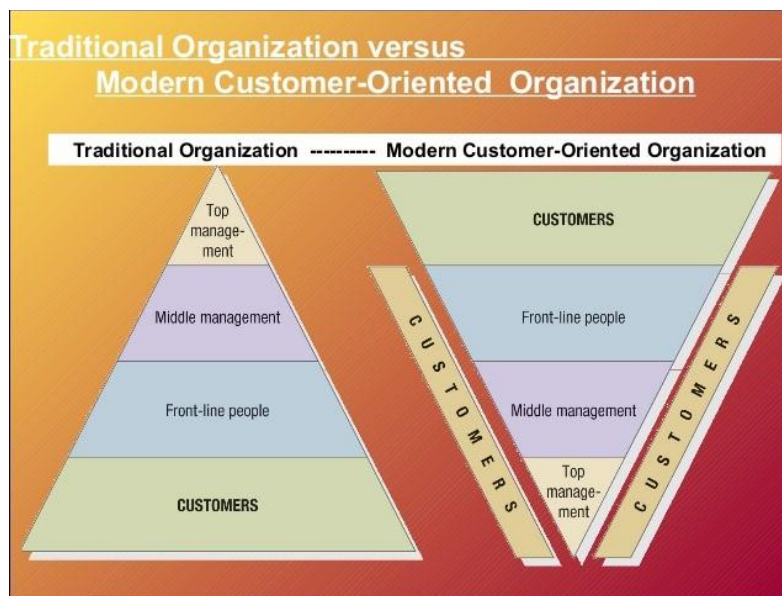 Traditional Organization versus
Modern Customer-Oriented Organization
Traditional Organization ---------- Modern Customer-Oriented Organization
Top
manage-
ment
Middle management
Front-line people
CUSTOMERS
CUSTOMERS
Front-line people
Middle management
Top
manage-
ment
CUSTOMERS
CUSTOMERS